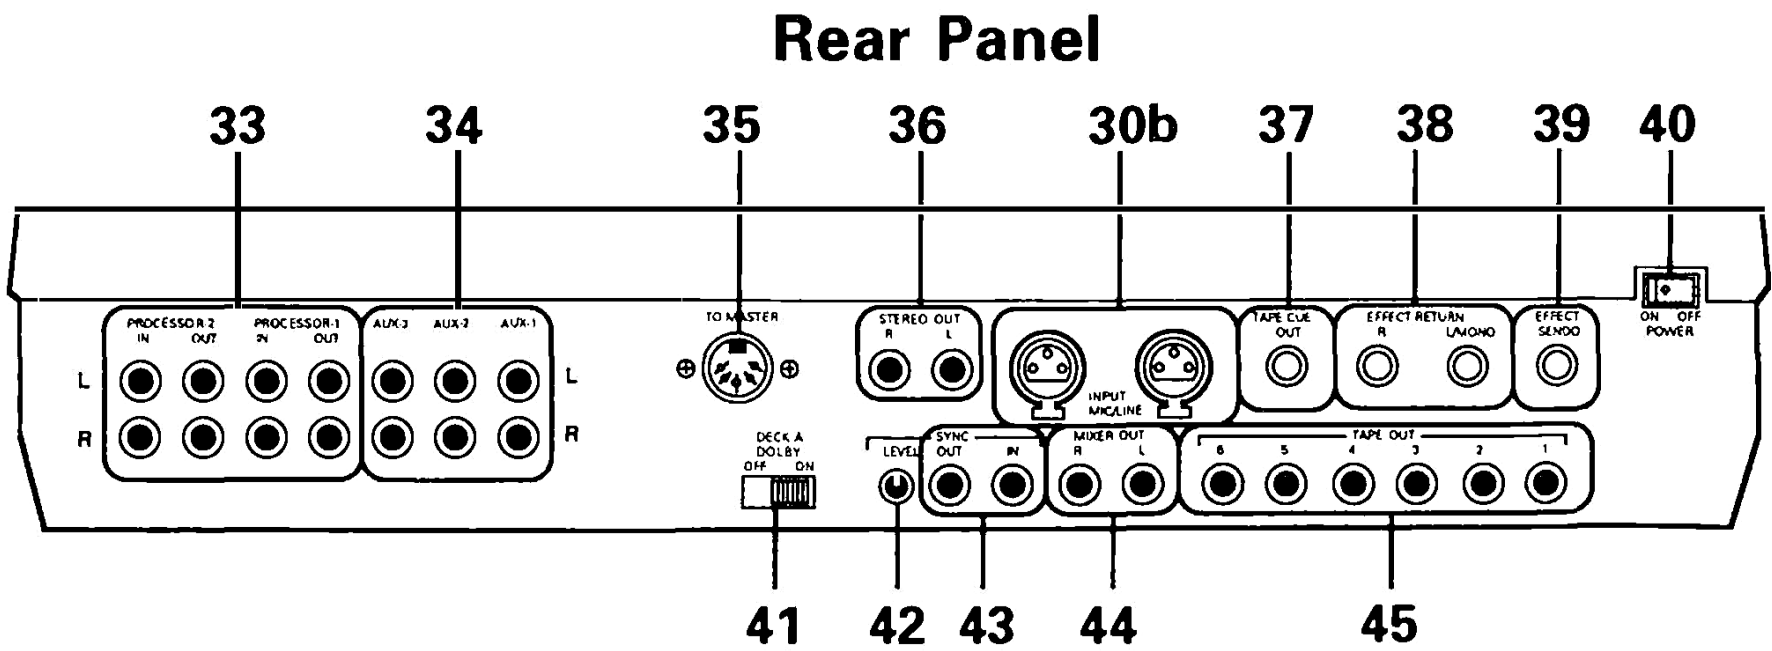 Rear Panel
33 34 35 36 30b 37 38 39 40
PROCESSOR-2 PROCESSOR-1 AUX-3 AUX-2 AUX-1
IN OUT IN OUT
L L
R R
TO MASTER
STEREO OUT
R L
INPUT
MIC/LINE
TAPE CUE
OUT
EFFECT RETURN
R L/MONO
EFFECT
SEND
ON OFF
POWER
DECK A
DOLBY
OFF ON
SYNC
LEVEL OUT IN
MIXER OUT
R L
TAPE OUT
6 5 4 3 2 1
41 42 43 44 45